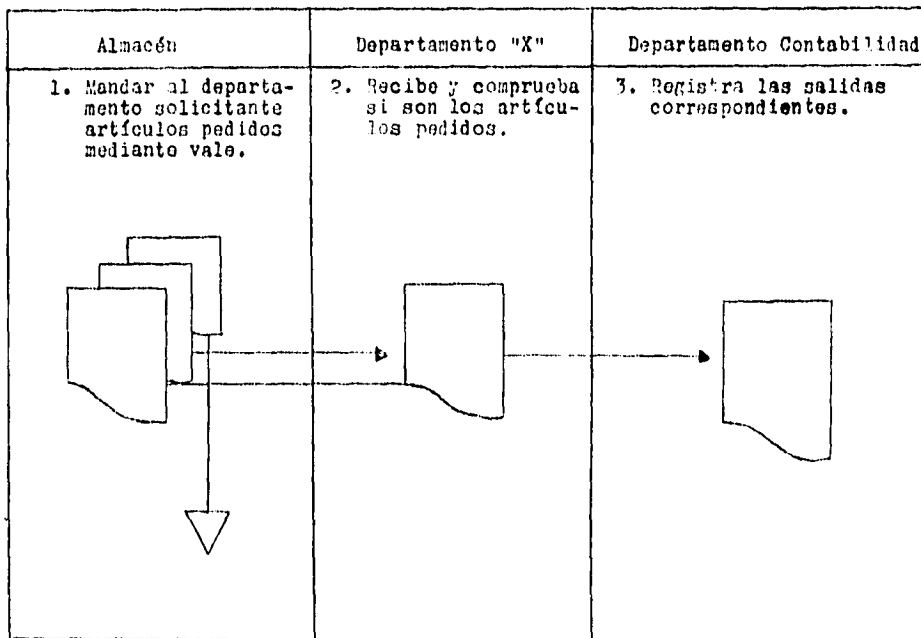 Almacén
Departamento "X"
Departamento Contabilidad
1. Mandar al departa-
mento solicitante
artículos pedidos
mediante vale.
2. Recibe y comprueba
si son los artícu-
los pedidos.
3. Registra las salidas
correspondientes.